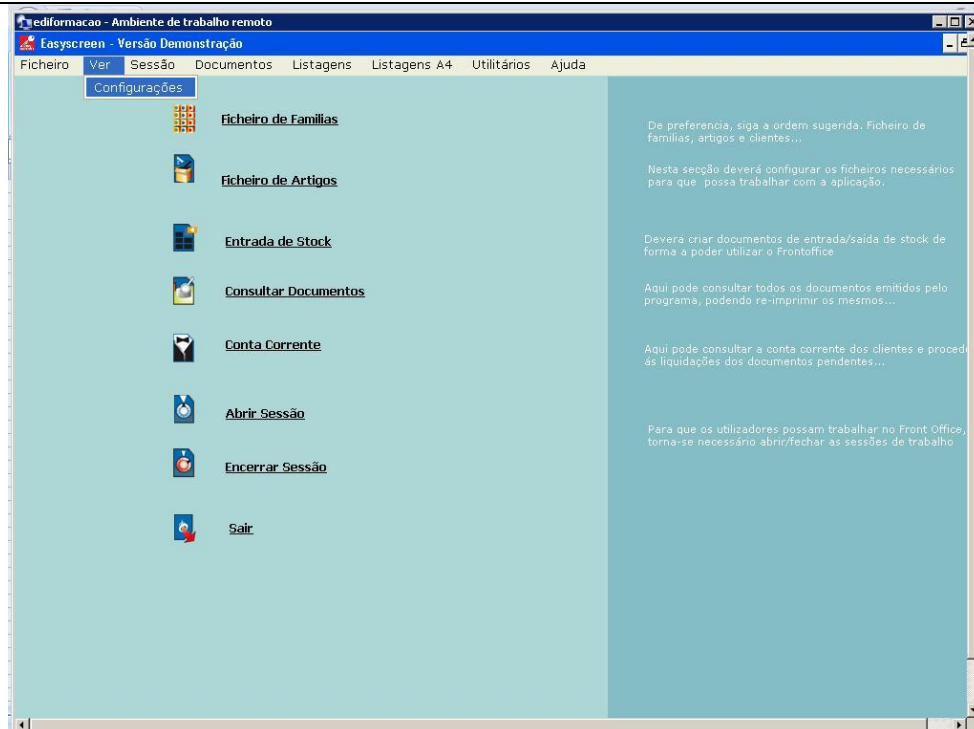 ediformacao - Ambiente de trabalho remoto
Easyscreen - Versão Demonstração
Ficheiro Ver Sessão Documentos Listagens Listagens A4 Utilitários Ajuda
Configurações
Ficheiro de Familias
Ficheiro de Artigos
Entrada de Stock
Consultar Documentos
Conta Corrente
Abrir Sessão
Encerrar Sessão
Sair
De preferencia, siga a ordem sugerida. Ficheiro de
familias, artigos e clientes...
Nesta secção deverá configurar os ficheiros necessários
para que possa trabalhar com a aplicação.
Devera criar documentos de entrada/saida de stock de
forma a poder utilizar o Frontoffice
Aqui pode consultar todos os documentos emitidos pelo
programa, podendo re-imprimir os mesmos...
Aqui pode consultar a conta corrente dos clientes e proced
ás liquidações dos documentos pendentes...
Para que os utilizadores possam trabalhar no Front Office,
torna-se necessário abrir/fechar as sessões de trabalho